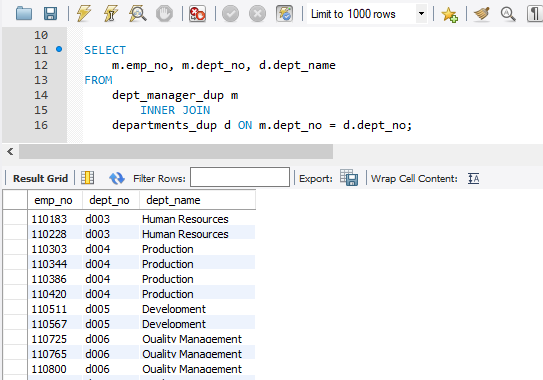 Limit to 1000 rows
10
11 SELECT
12 m.emp_no, m.dept_no, d.dept_name
13 FROM
14 dept_manager_dup m
15 INNER JOIN
16 departments_dup d ON m.dept_no = d.dept_no;
Result Grid Filter Rows: Export: Wrap Cell Content: IA
emp_no dept_no dept_name
110183 d003 Human Resources
110228 d003 Human Resources
110303 d004 Production
110344 d004 Production
110386 d004 Production
110420 d004 Production
110511 d005 Development
110567 d005 Development
110725 d006 Quality Management
110765 d006 Quality Management
110800 d006 Quality Management